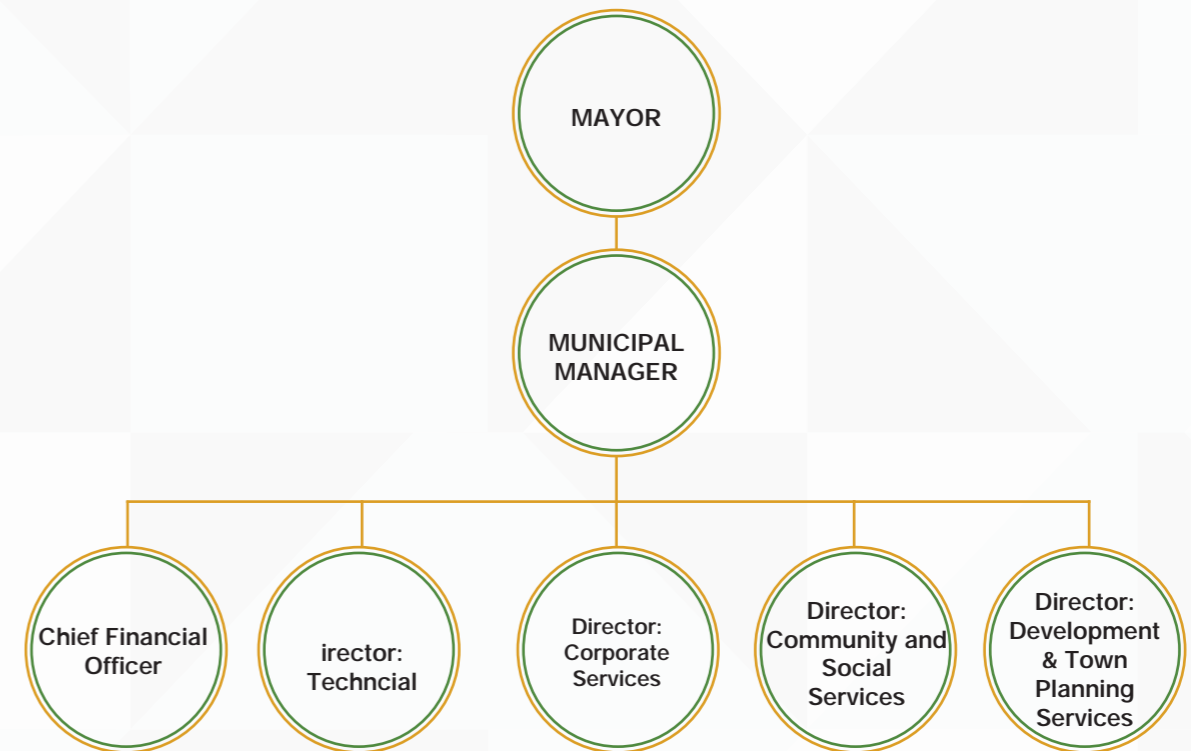 MAYOR
MUNICIPAL
MANAGER
Chief Financial
Officer
irector:
Techncial
Director:
Corporate
Services
Director:
Community and
Social
Services
Director:
Development
& Town
Planning
Services